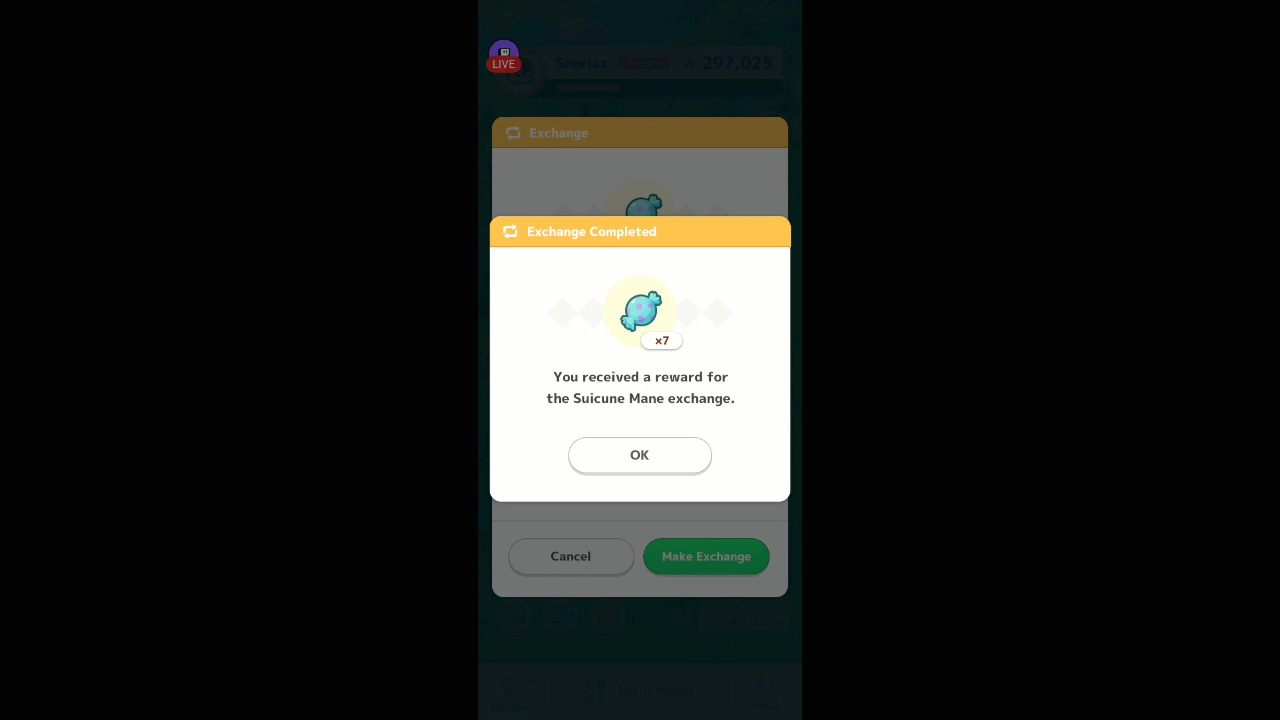 LIVE
Snorlax
297,025
Exchange
Exchange Completed
×7
You received a reward for
the Suicune Mane exchange.
OK
Cancel
Make Exchange
Main Menu